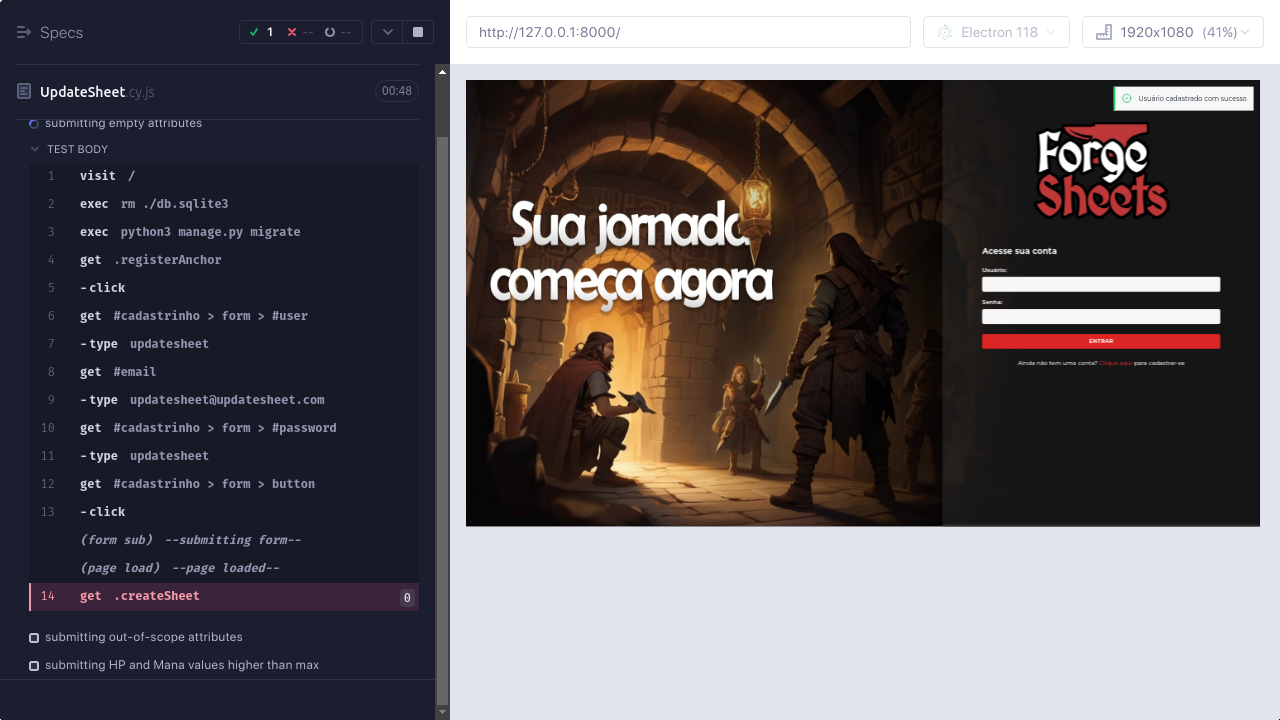 Specs
1
--
--
http://127.0.0.1:8000/
Electron 118
1920x1080 (41%)
UpdateSheet.cy.js
00:48
submitting empty attributes
TEST BODY
1 visit /
2 exec rm ./db.sqlite3
3 exec python3 manage.py migrate
4 get .registerAnchor
5 -click
6 get #cadastrinho > form > #user
7 -type updatesheet
8 get #email
9 -type updatesheet@updatesheet.com
10 get #cadastrinho > form > #password
11 -type updatesheet
12 get #cadastrinho > form > button
13 -click
(form sub) --submitting form--
(page load) --page loaded--
14 get .createSheet 0
submitting out-of-scope attributes
submitting HP and Mana values higher than max
Sua jornada
começa agora
Usuário cadastrado com sucesso
Forge
Sheets
Acesse sua conta
Usuário:
Senha:
ENTRAR
Ainda não tem uma conta? Clique aqui para cadastrar-se